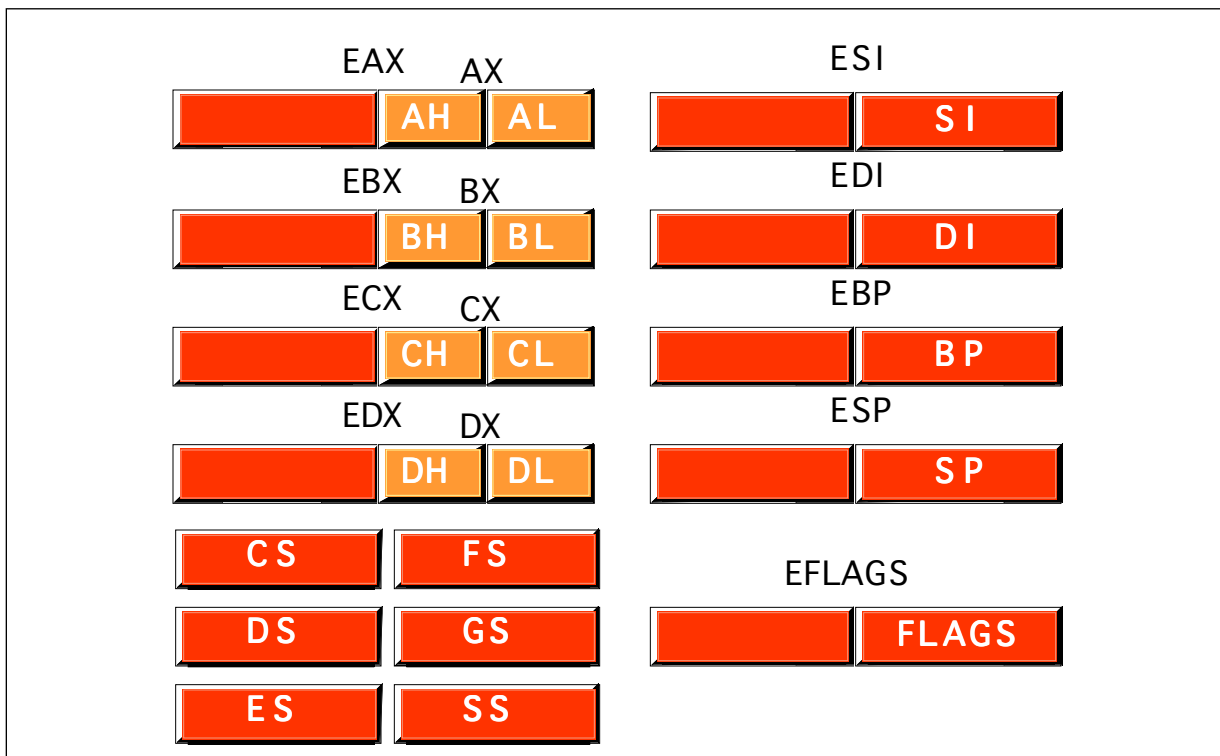 EAX AX
AH AL
EBX BX
BH BL
ECX CX
CH CL
EDX DX
DH DL
CS FS
DS GS
ES SS
ESI
SI
EDI
DI
EBP
BP
ESP
SP
EFLAGS
FLAGS